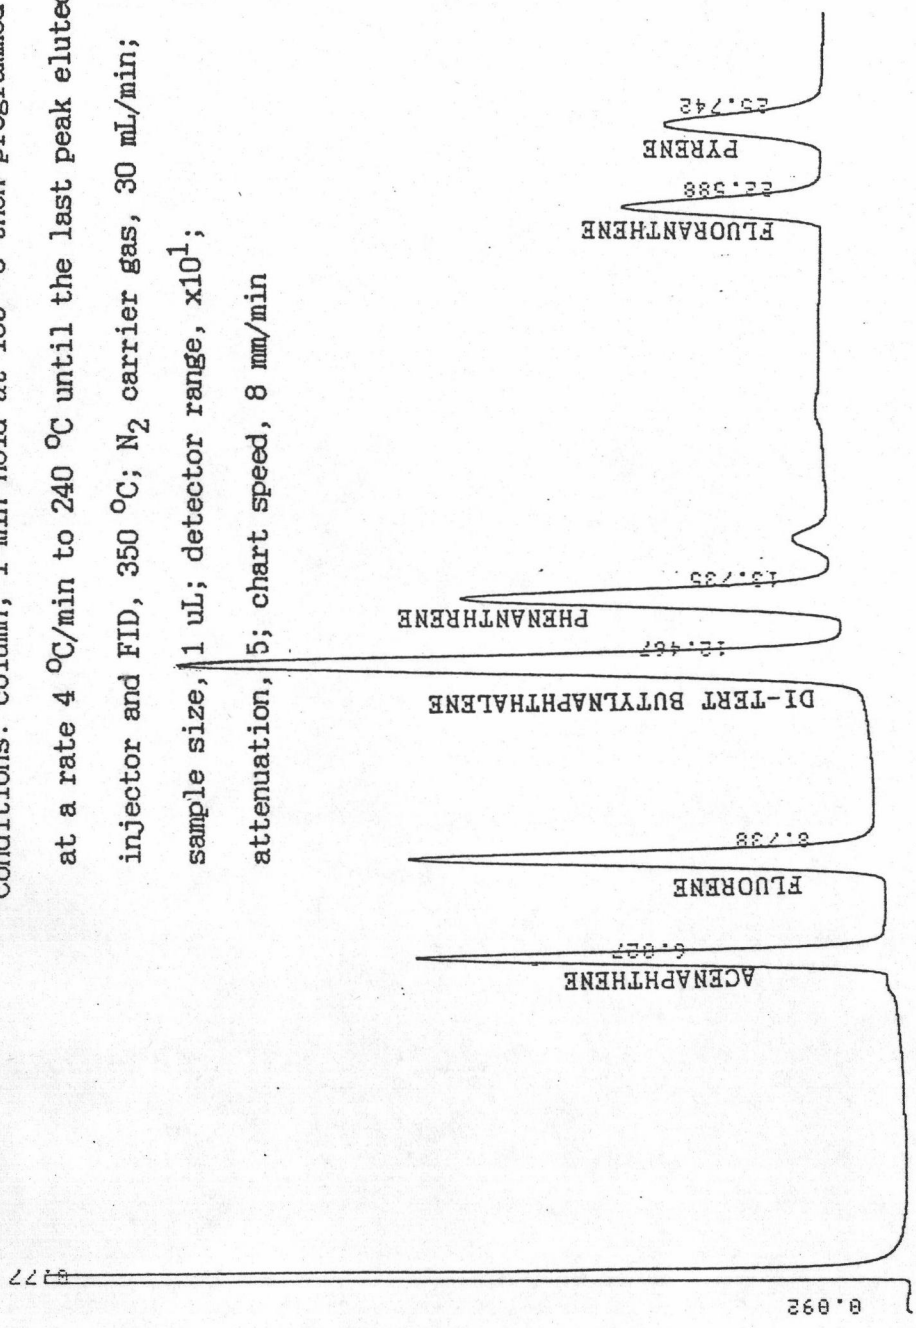 at a rate 4 °C/min to 240 °C until the last peak eluted
injector and FID, 350 °C; N2 carrier gas, 30 mL/min;
sample size, 1 uL; detector range, x10¹;
attenuation, 5; chart speed, 8 mm/min
0.092
ACENAPHTHENE
6.827
FLUORENE
8.738
DI-TERT BUTYLNAPHTHALENE
12.467
PHENANTHRENE
13.735
FLUORANTHENE
22.588
PYRENE
25.742